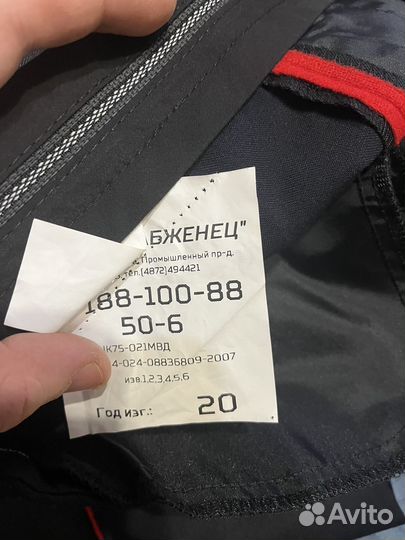 АБЖЕНЕЦ"
Промышленный пр-д.
тел.(4872)494421
188-100-88
50-6
ИК75-021МВД
4-024-08836809-2007
изв.1,2,3,4,5,6
Год изг.: 20
Avito